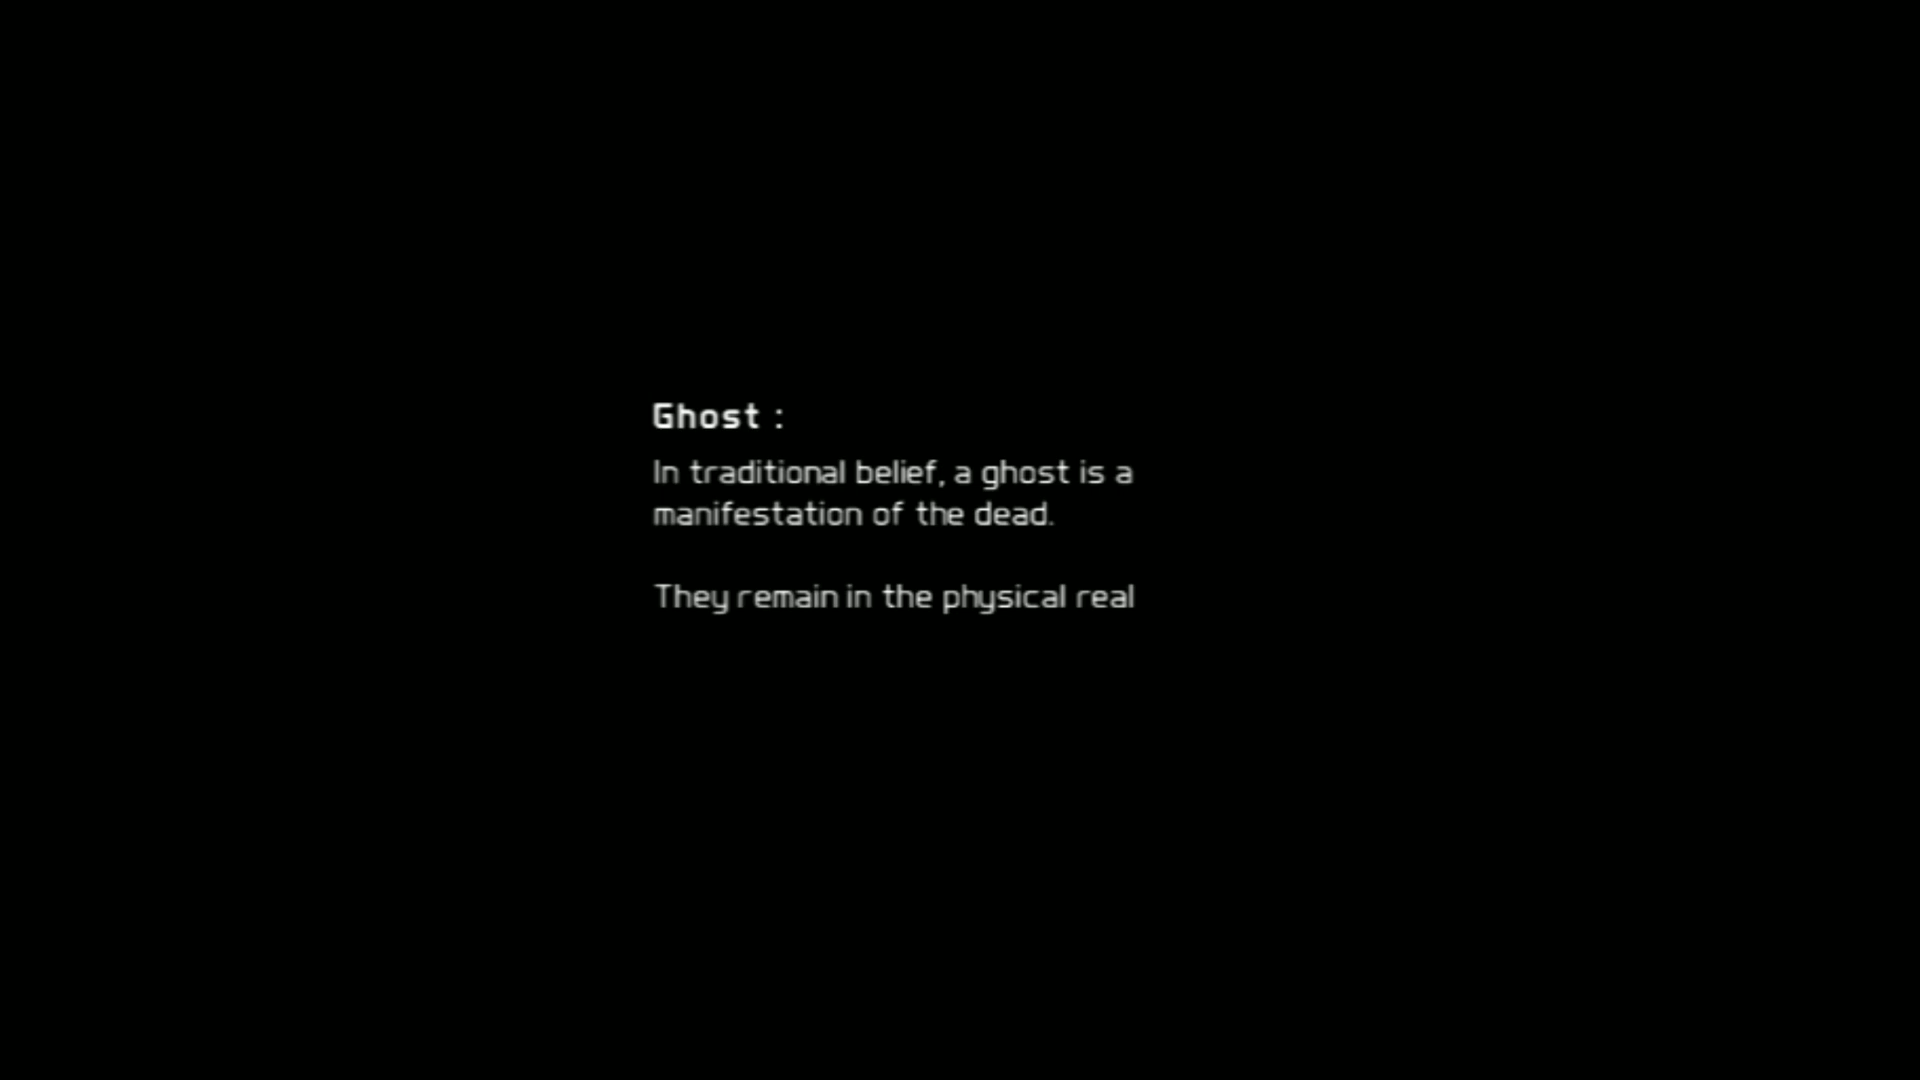 Ghost :
In traditional belief, a ghost is a
manifestation of the dead.
They remain in the physical real